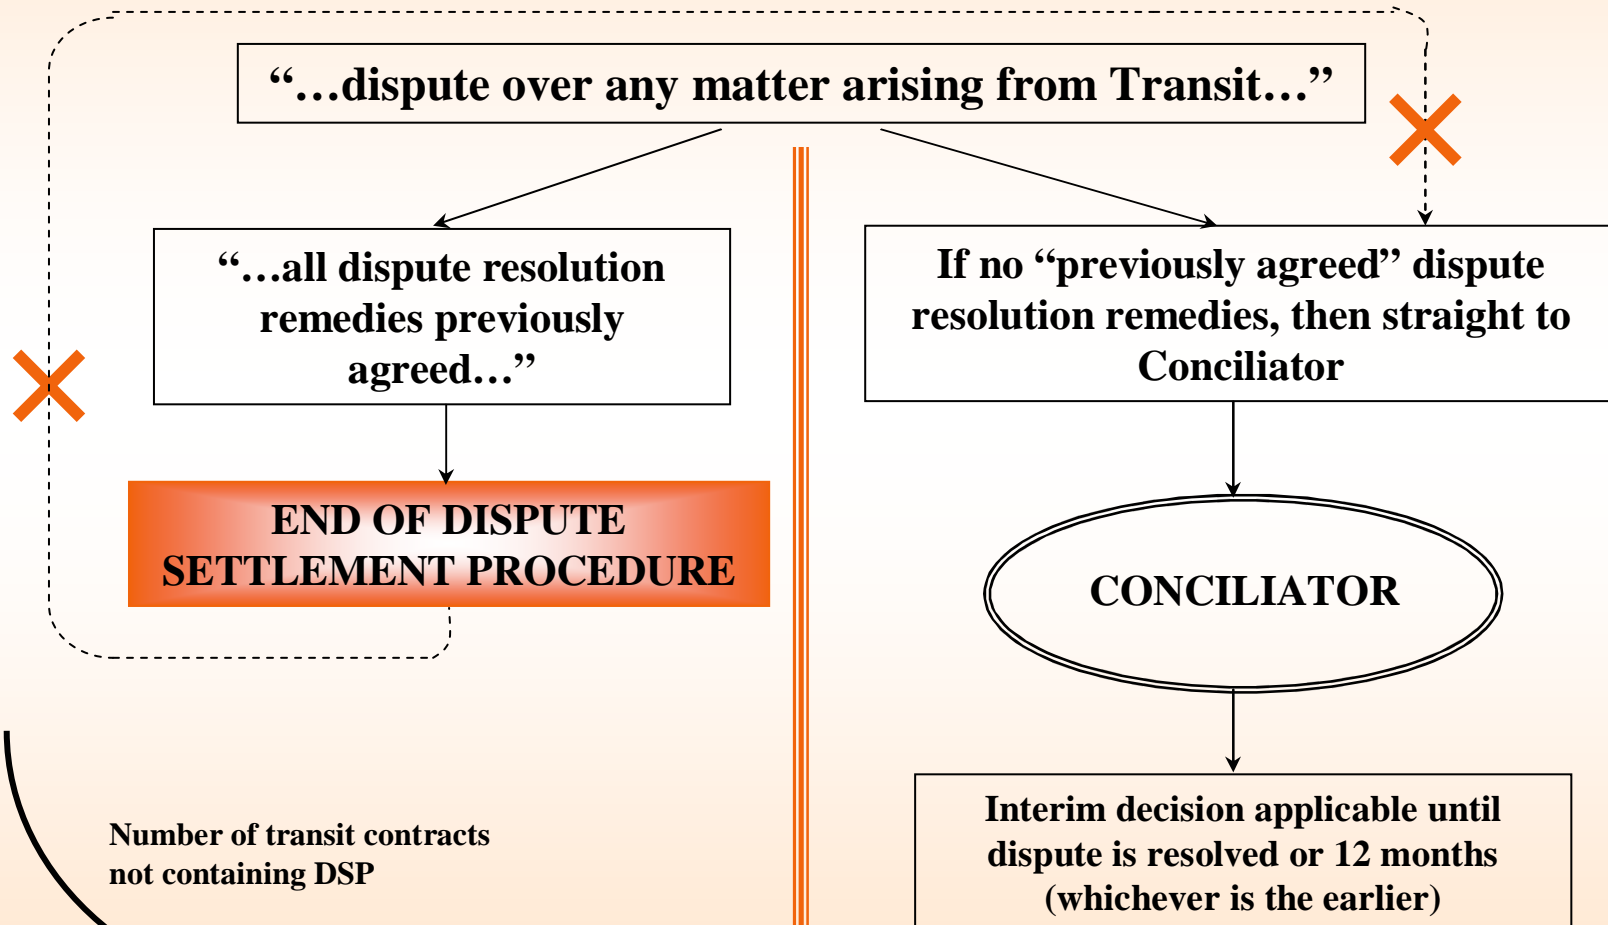 “…dispute over any matter arising from Transit…”
“…all dispute resolution
remedies previously
agreed…”
If no “previously agreed” dispute
resolution remedies, then straight to
Conciliator
END OF DISPUTE
SETTLEMENT PROCEDURE
CONCILIATOR
Number of transit contracts
not containing DSP
Interim decision applicable until
dispute is resolved or 12 months
(whichever is the earlier)